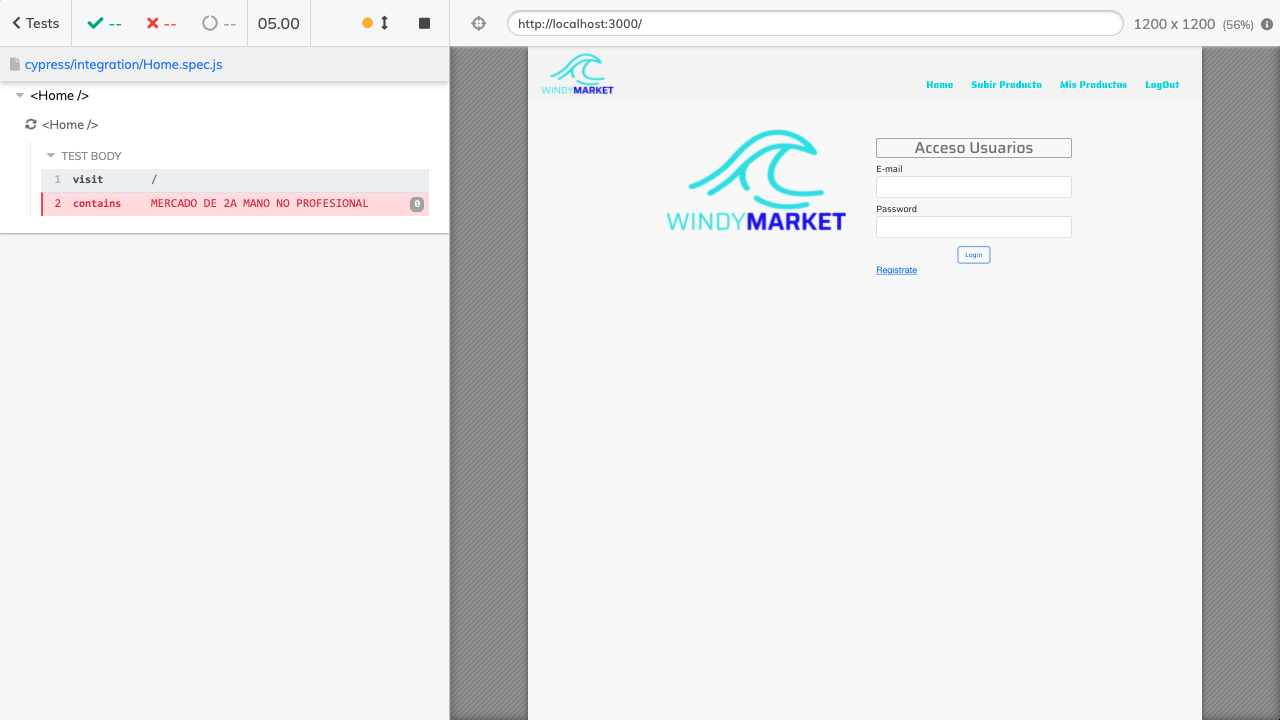 Tests -- -- -- 05.00
http://localhost:3000/ 1200 x 1200 (56%)
cypress/integration/Home.spec.js
<Home />
<Home />
TEST BODY
1 visit /
2 contains MERCADO DE 2A MANO NO PROFESIONAL 0
WINDYMARKET
Home Subir Producto Mis Productos LogOut
WINDYMARKET
Acceso Usuarios
E-mail
Password
Login
Registrate